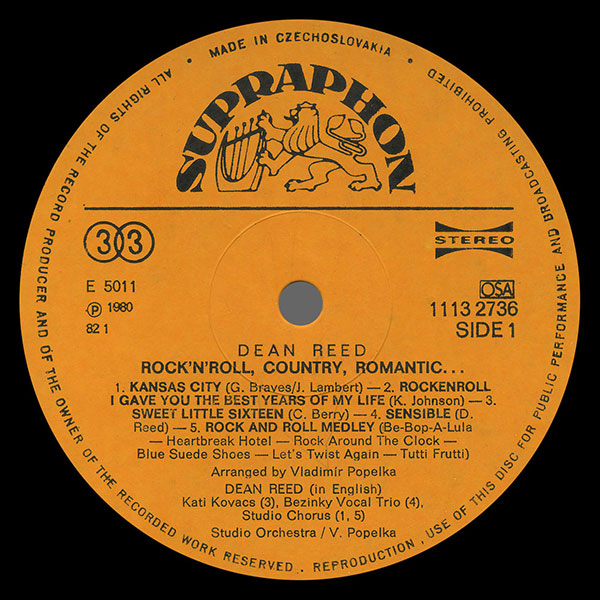 MADE IN CZECHOSLOVAKIA
ALL RIGHTS OF THE RECORD PRODUCER AND OF THE OWNER OF THE RECORDED WORK RESERVED. REPRODUCTION, USE OF THIS DISC FOR PUBLIC PERFORMANCE AND BROADCASTING PROHIBITED
SUPRAPHON
33
STEREO
E 5011
OSA
Ⓟ 1980
1113 2736
82 1
SIDE 1
DEAN REED
ROCK'N'ROLL, COUNTRY, ROMANTIC...
1. KANSAS CITY (G. Braves/J. Lambert) — 2. ROCKENROLL
I GAVE YOU THE BEST YEARS OF MY LIFE (K. Johnson) — 3.
SWEET LITTLE SIXTEEN (C. Berry) — 4. SENSIBLE (D.
Reed) — 5. ROCK AND ROLL MEDLEY (Be-Bop-A-Lula
— Heartbreak Hotel — Rock Around The Clock —
Blue Suede Shoes — Let's Twist Again — Tutti Frutti)
Arranged by Vladimír Popelka
DEAN REED (in English)
Kati Kovacs (3), Bezinky Vocal Trio (4),
Studio Chorus (1, 5)
Studio Orchestra / V. Popelka